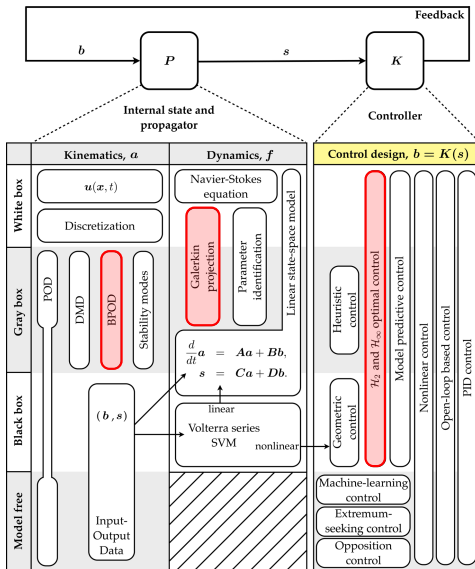 Feedback
b
P
s
K
Internal state and
propagator
Controller
Kinematics, a
Dynamics, f
Control design, b = K(s)
White box
u(x, t)
Discretization
Navier-Stokes
equation
Galerkin
projection
Parameter
identification
Linear state-space model
Gray box
POD
DMD
BPOD
Stability modes
d/dt a = Aa + Bb,
s = Ca + Db.
Heuristic
control
H₂ and H∞ optimal control
Model predictive control
Nonlinear control
Open-loop based control
PID control
Black box
(b, s)
linear
Volterra series
SVM
nonlinear
Geometric
control
Model free
Input-
Output
Data
Machine-learning
control
Extremum-
seeking control
Opposition
control